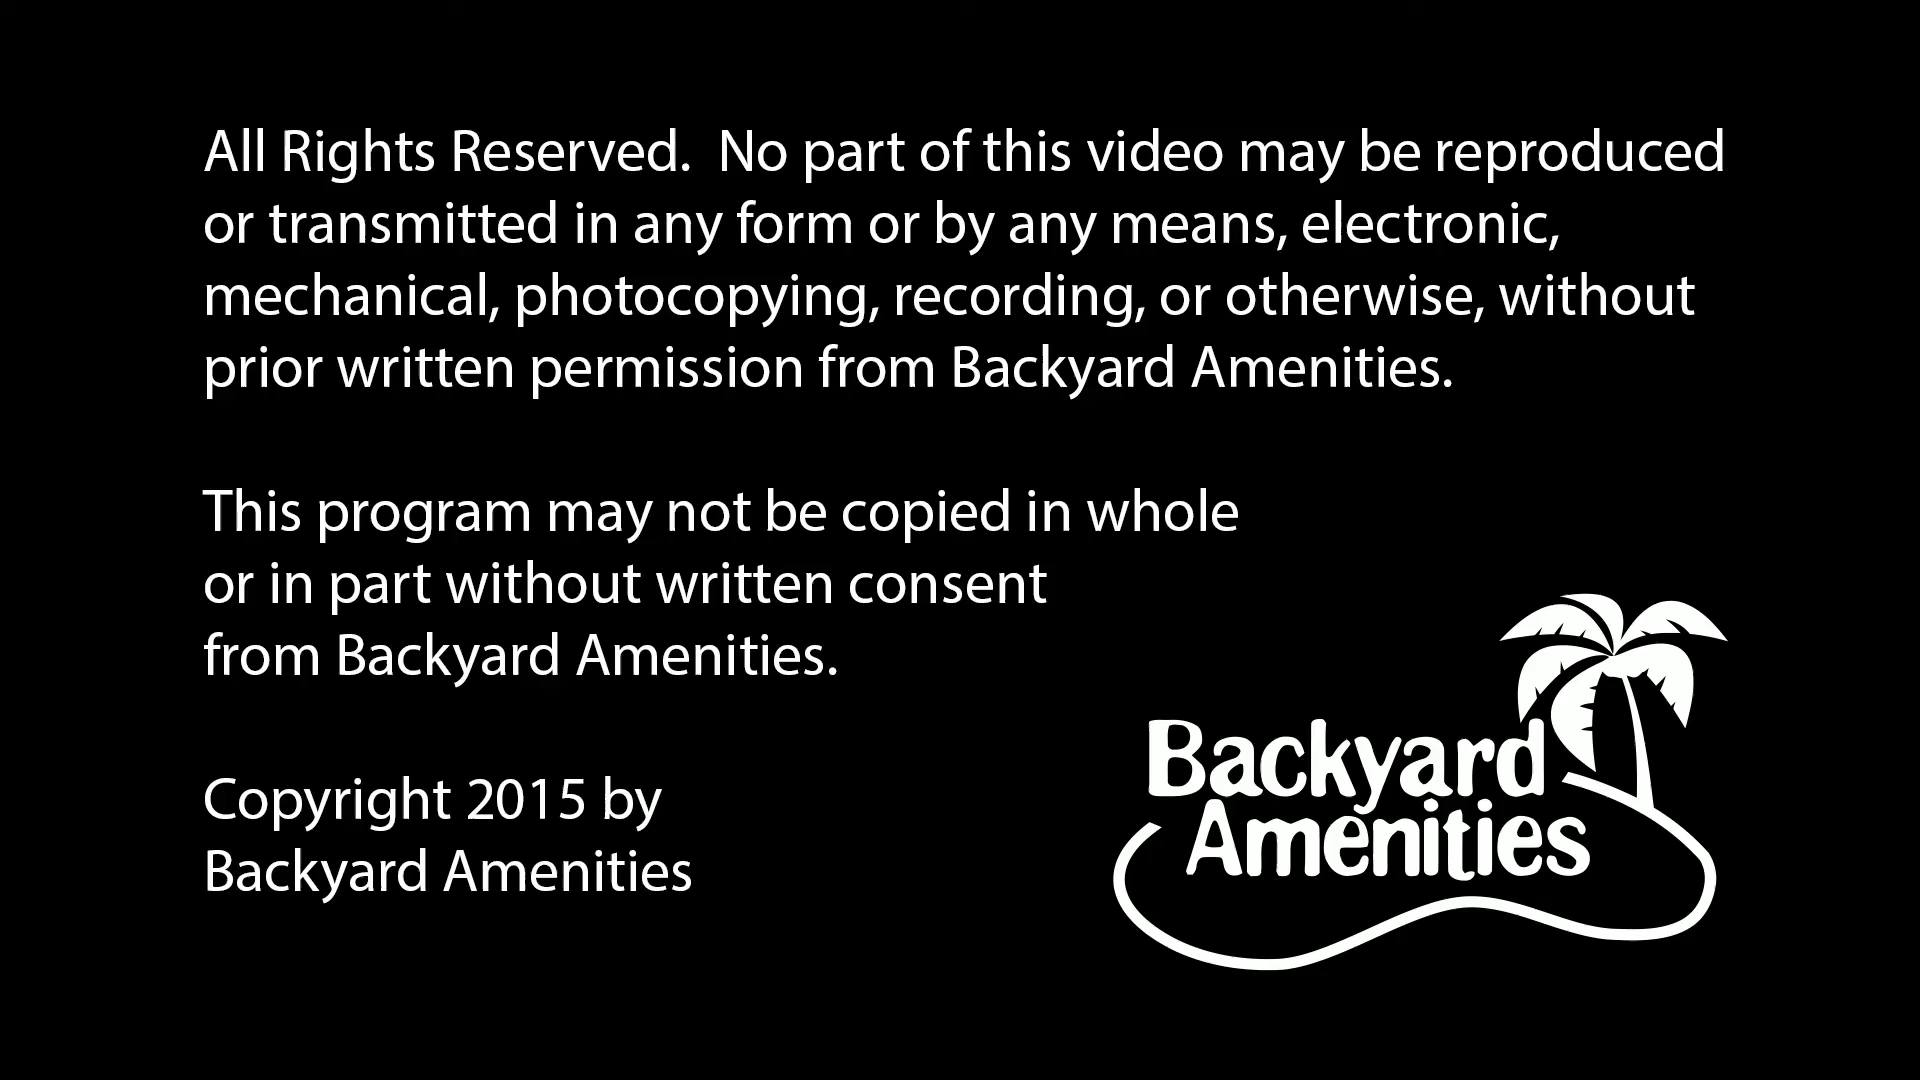 All Rights Reserved.  No part of this video may be reproduced
or transmitted in any form or by any means, electronic,
mechanical, photocopying, recording, or otherwise, without
prior written permission from Backyard Amenities.
This program may not be copied in whole
or in part without written consent
from Backyard Amenities.
Copyright 2015 by
Backyard Amenities
Backyard
Amenities